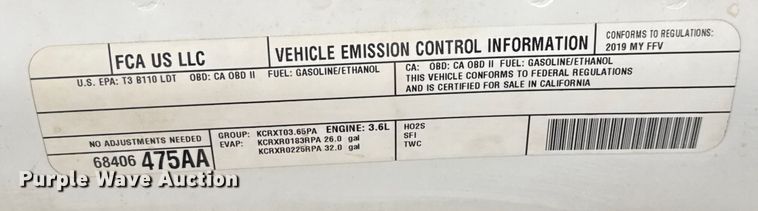 FCA US LLC
VEHICLE EMISSION CONTROL INFORMATION
CONFORMS TO REGULATIONS:
2019 MY FFV
U.S. EPA: T3 B110 LDT OBD: CA OBD II FUEL: GASOLINE/ETHANOL
CA: OBD: CA OBD II FUEL: GASOLINE/ETHANOL
THIS VEHICLE CONFORMS TO FEDERAL REGULATIONS
AND IS CERTIFIED FOR SALE IN CALIFORNIA
NO ADJUSTMENTS NEEDED
68406 475AA
GROUP: KCRXT03.65PA ENGINE: 3.6L
EVAP: KCRXR0183RPA 26.0 gal
KCRXR0225RPA 32.0 gal
HO2S
SFI
TWC
Purple Wave Auction